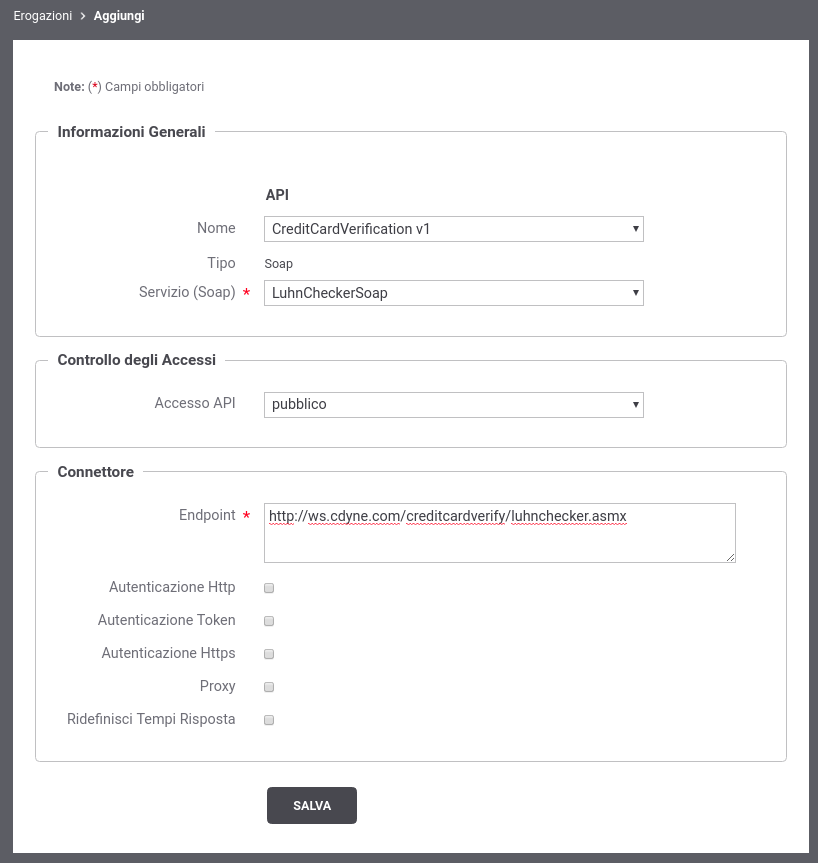 Erogazioni > Aggiungi
Note: (*) Campi obbligatori
Informazioni Generali
API
Nome CreditCardVerification v1
Tipo Soap
Servizio (Soap) * LuhnCheckerSoap
Controllo degli Accessi
Accesso API pubblico
Connettore
Endpoint * http://ws.cdyne.com/creditcardverify/luhnchecker.asmx
Autenticazione Http
Autenticazione Token
Autenticazione Https
Proxy
Ridefinisci Tempi Risposta
SALVA